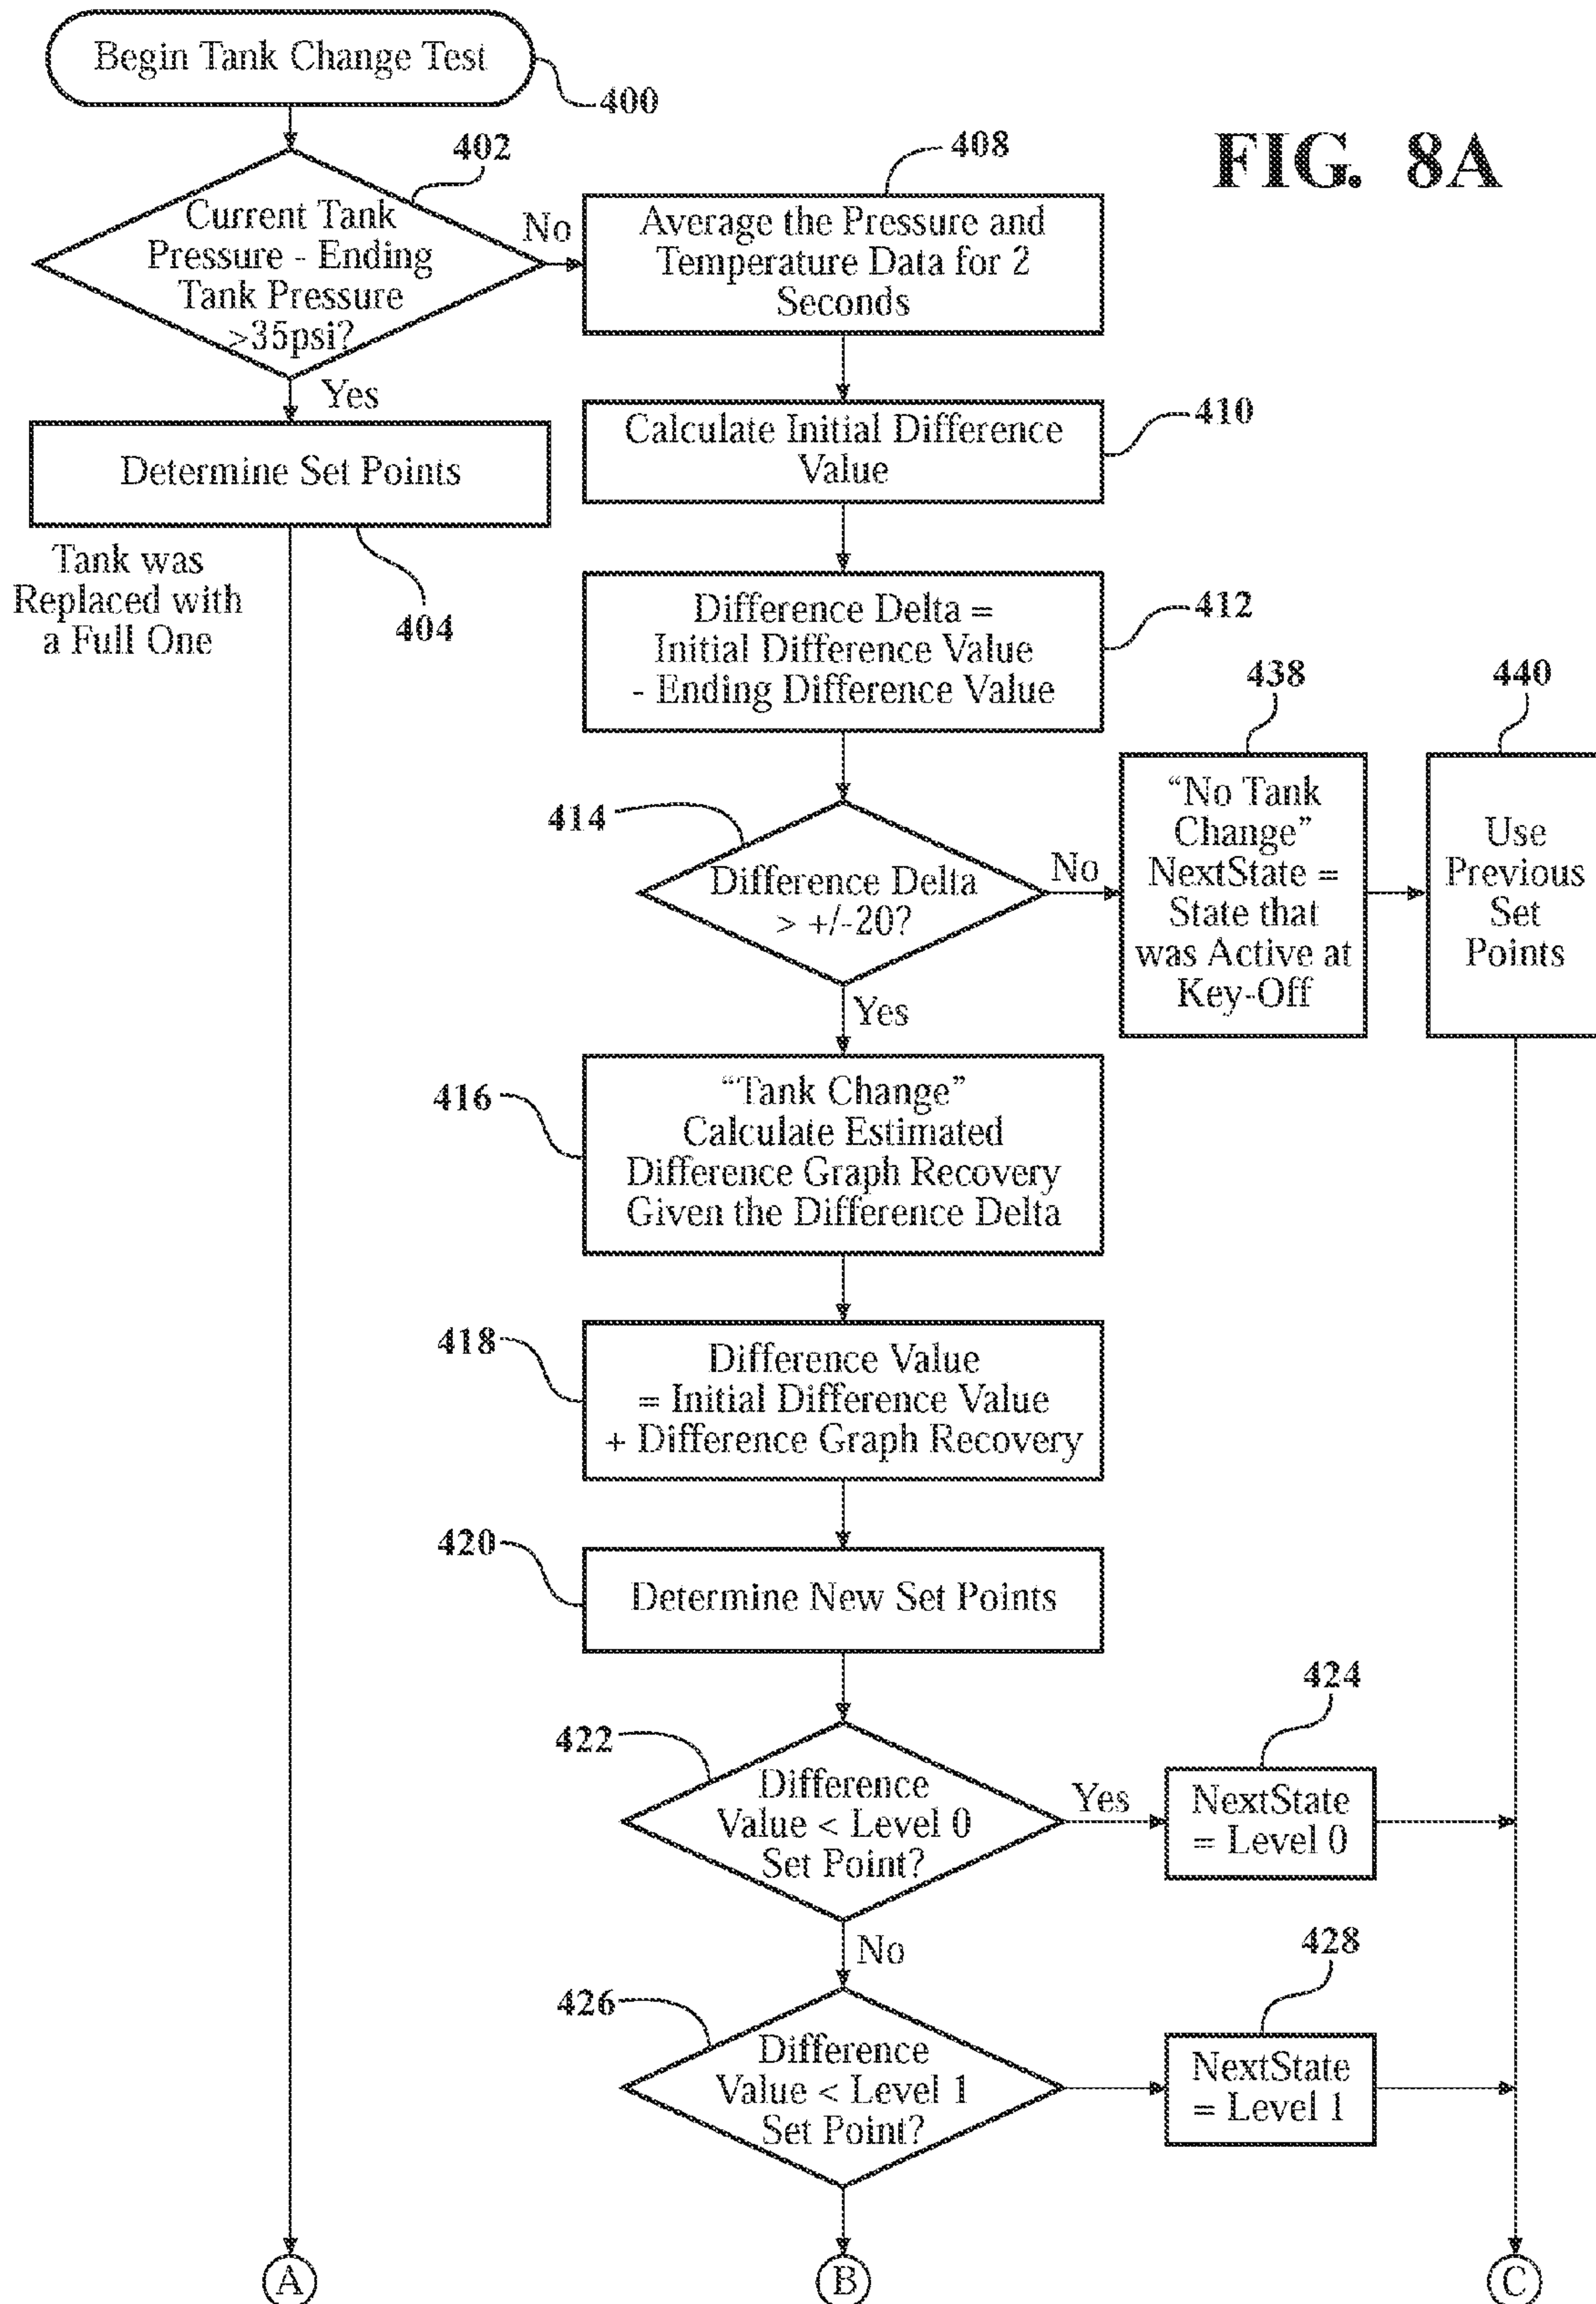 Begin Tank Change Test
400
FIG. 8A
402
Current Tank
Pressure - Ending
Tank Pressure
>35psi?
No
Yes
408
Average the Pressure and
Temperature Data for 2
Seconds
Determine Set Points
404
Tank was
Replaced with
a Full One
410
Calculate Initial Difference
Value
412
Difference Delta =
Initial Difference Value
- Ending Difference Value
414
Difference Delta
> +/-20?
No
Yes
438
“No Tank
Change”
NextState =
State that
was Active at
Key-Off
440
Use
Previous
Set
Points
416
“Tank Change”
Calculate Estimated
Difference Graph Recovery
Given the Difference Delta
418
Difference Value
= Initial Difference Value
+ Difference Graph Recovery
420
Determine New Set Points
422
Difference
Value < Level 0
Set Point?
Yes
No
424
NextState
= Level 0
426
Difference
Value < Level 1
Set Point?
428
NextState
= Level 1
A
B
C